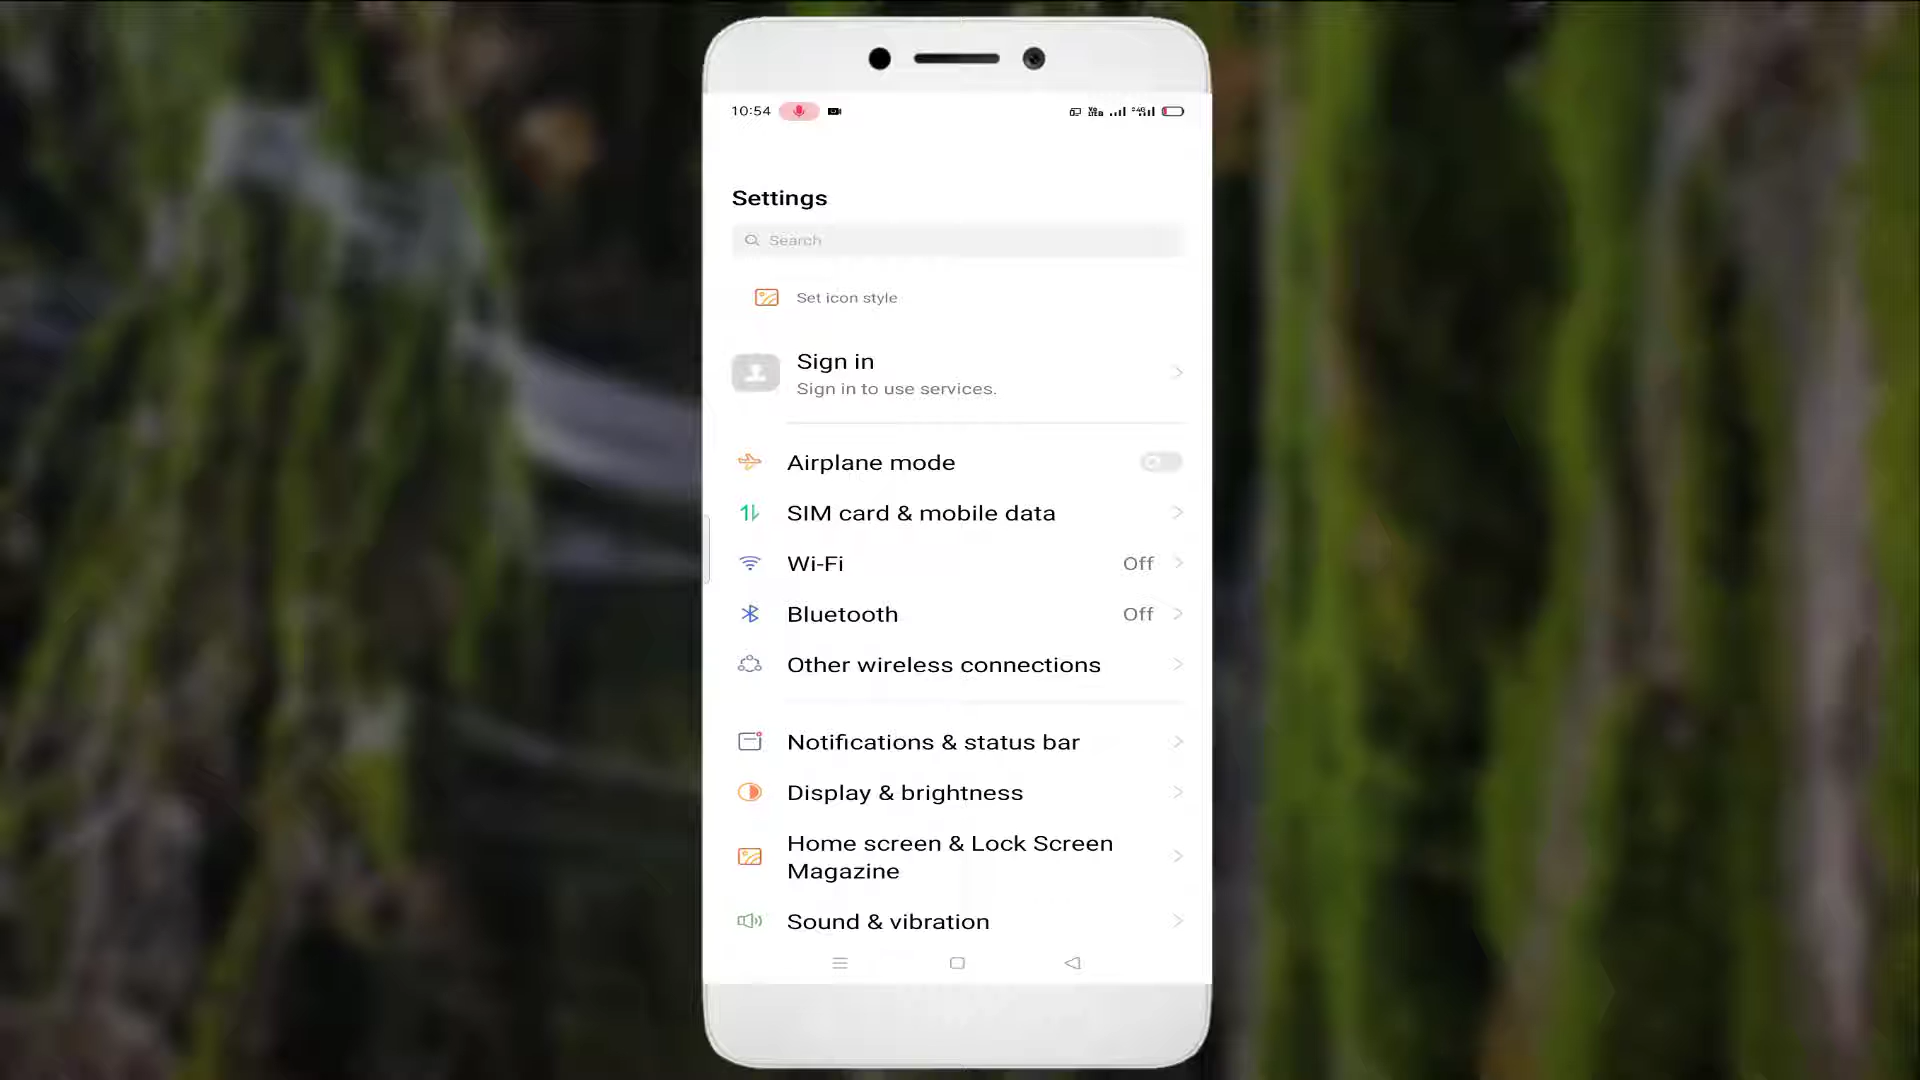 10:54
Settings
Search
Set icon style
Sign in
Sign in to use services.
Airplane mode
SIM card & mobile data
Wi-Fi Off
Bluetooth Off
Other wireless connections
Notifications & status bar
Display & brightness
Home screen & Lock Screen
Magazine
Sound & vibration